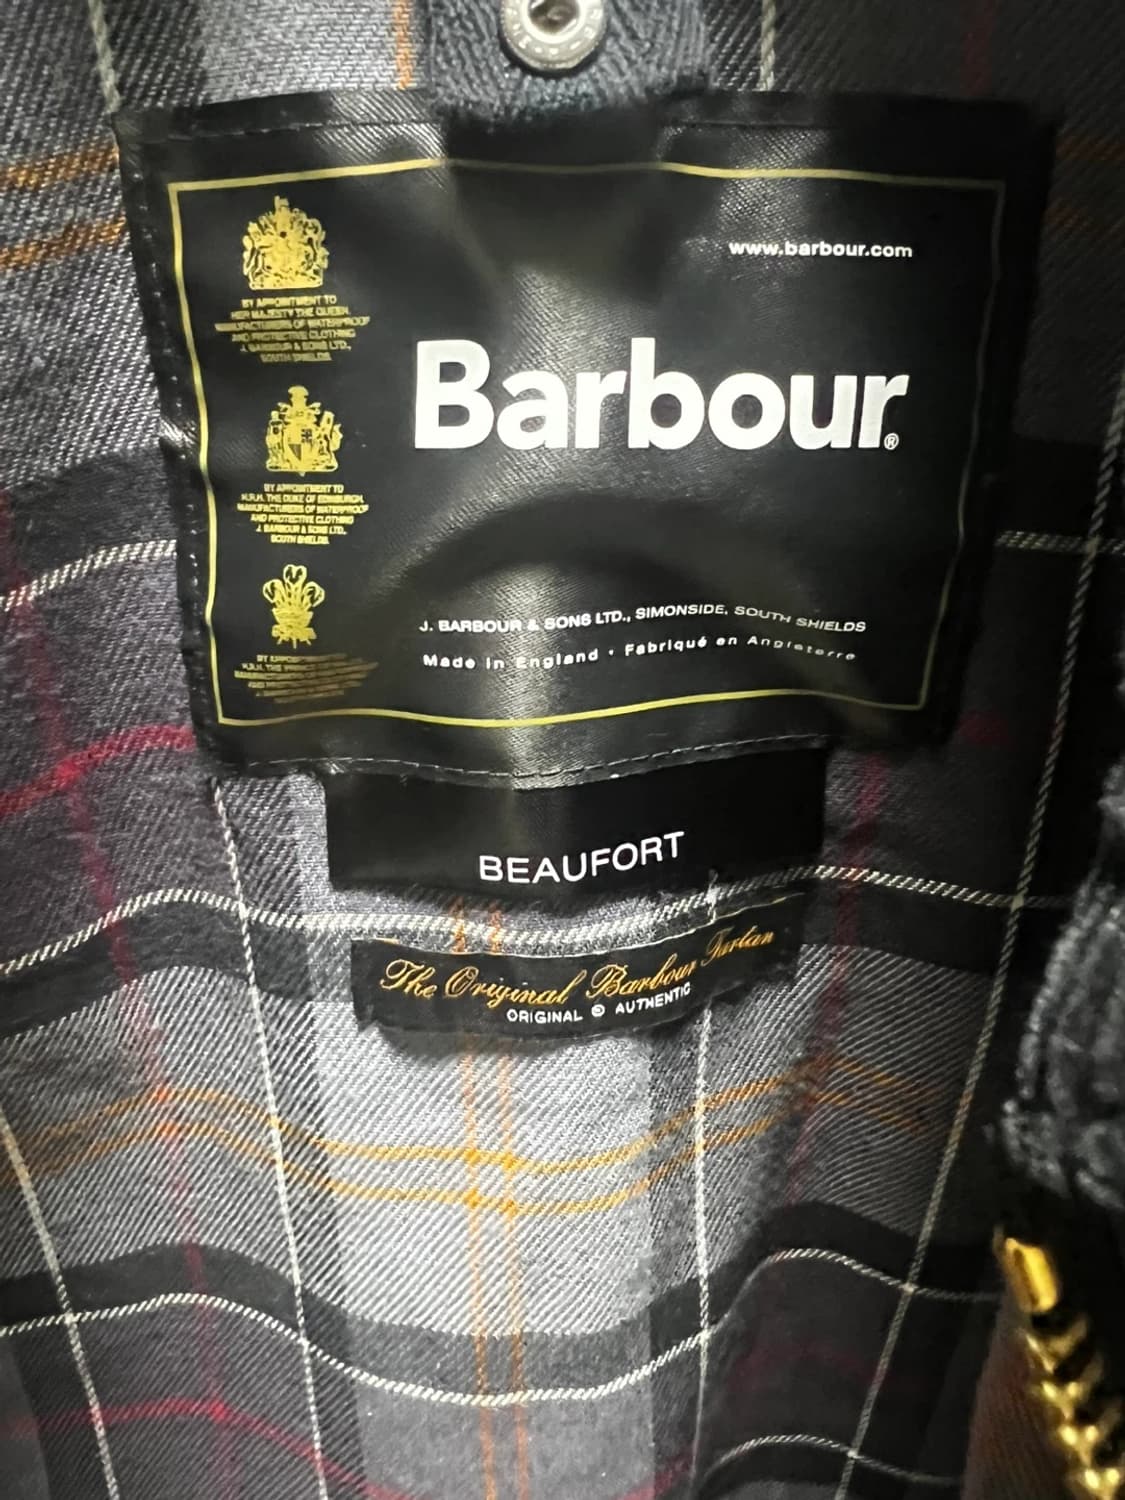 www.barbour.com
Barbour®
BY APPOINTMENT TO
HER MAJESTY THE QUEEN
MANUFACTURERS OF WATERPROOF
AND PROTECTIVE CLOTHING
J. BARBOUR & SONS LTD.,
SOUTH SHIELDS
BY APPOINTMENT TO
H.R.H. THE DUKE OF EDINBURGH,
MANUFACTURERS OF WATERPROOF
AND PROTECTIVE CLOTHING
J. BARBOUR & SONS LTD.,
SOUTH SHIELDS.
J. BARBOUR & SONS LTD., SIMONSIDE, SOUTH SHIELDS
Made in England · Fabriqué en Angleterre
BEAUFORT
The Original Barbour Tartan
ORIGINAL © AUTHENTIC